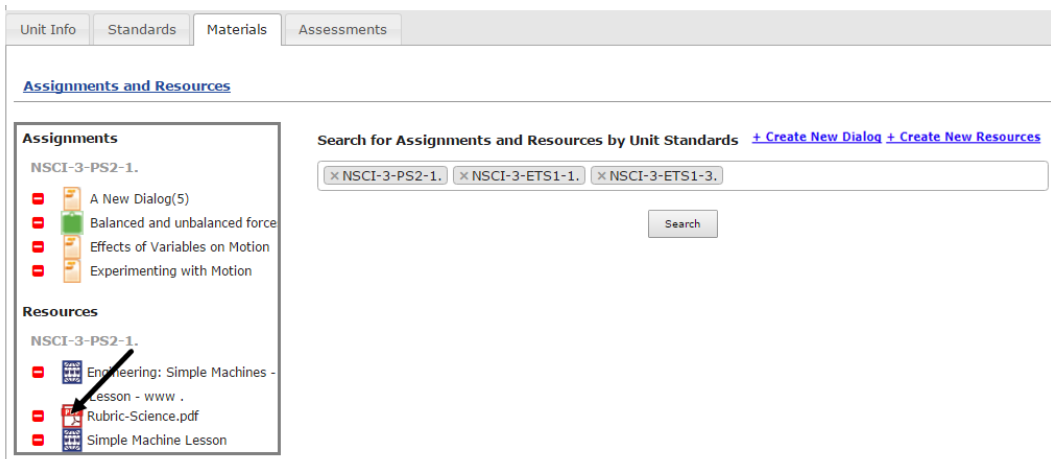 Unit Info Standards Materials Assessments
Assignments and Resources
Assignments
NSCI-3-PS2-1.
A New Dialog(5)
Balanced and unbalanced force
Effects of Variables on Motion
Experimenting with Motion
Resources
NSCI-3-PS2-1.
Engineering: Simple Machines -
Lesson - www .
Rubric-Science.pdf
Simple Machine Lesson
Search for Assignments and Resources by Unit Standards + Create New Dialog + Create New Resources
× NSCI-3-PS2-1. × NSCI-3-ETS1-1. × NSCI-3-ETS1-3.
Search